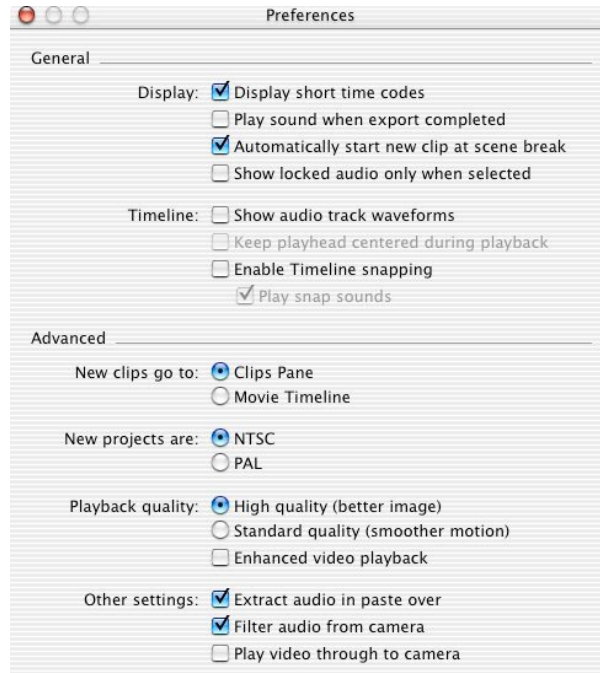 Preferences
General
Display: Display short time codes
Play sound when export completed
Automatically start new clip at scene break
Show locked audio only when selected
Timeline: Show audio track waveforms
Keep playhead centered during playback
Enable Timeline snapping
Play snap sounds
Advanced
New clips go to: Clips Pane
Movie Timeline
New projects are: NTSC
PAL
Playback quality: High quality (better image)
Standard quality (smoother motion)
Enhanced video playback
Other settings: Extract audio in paste over
Filter audio from camera
Play video through to camera